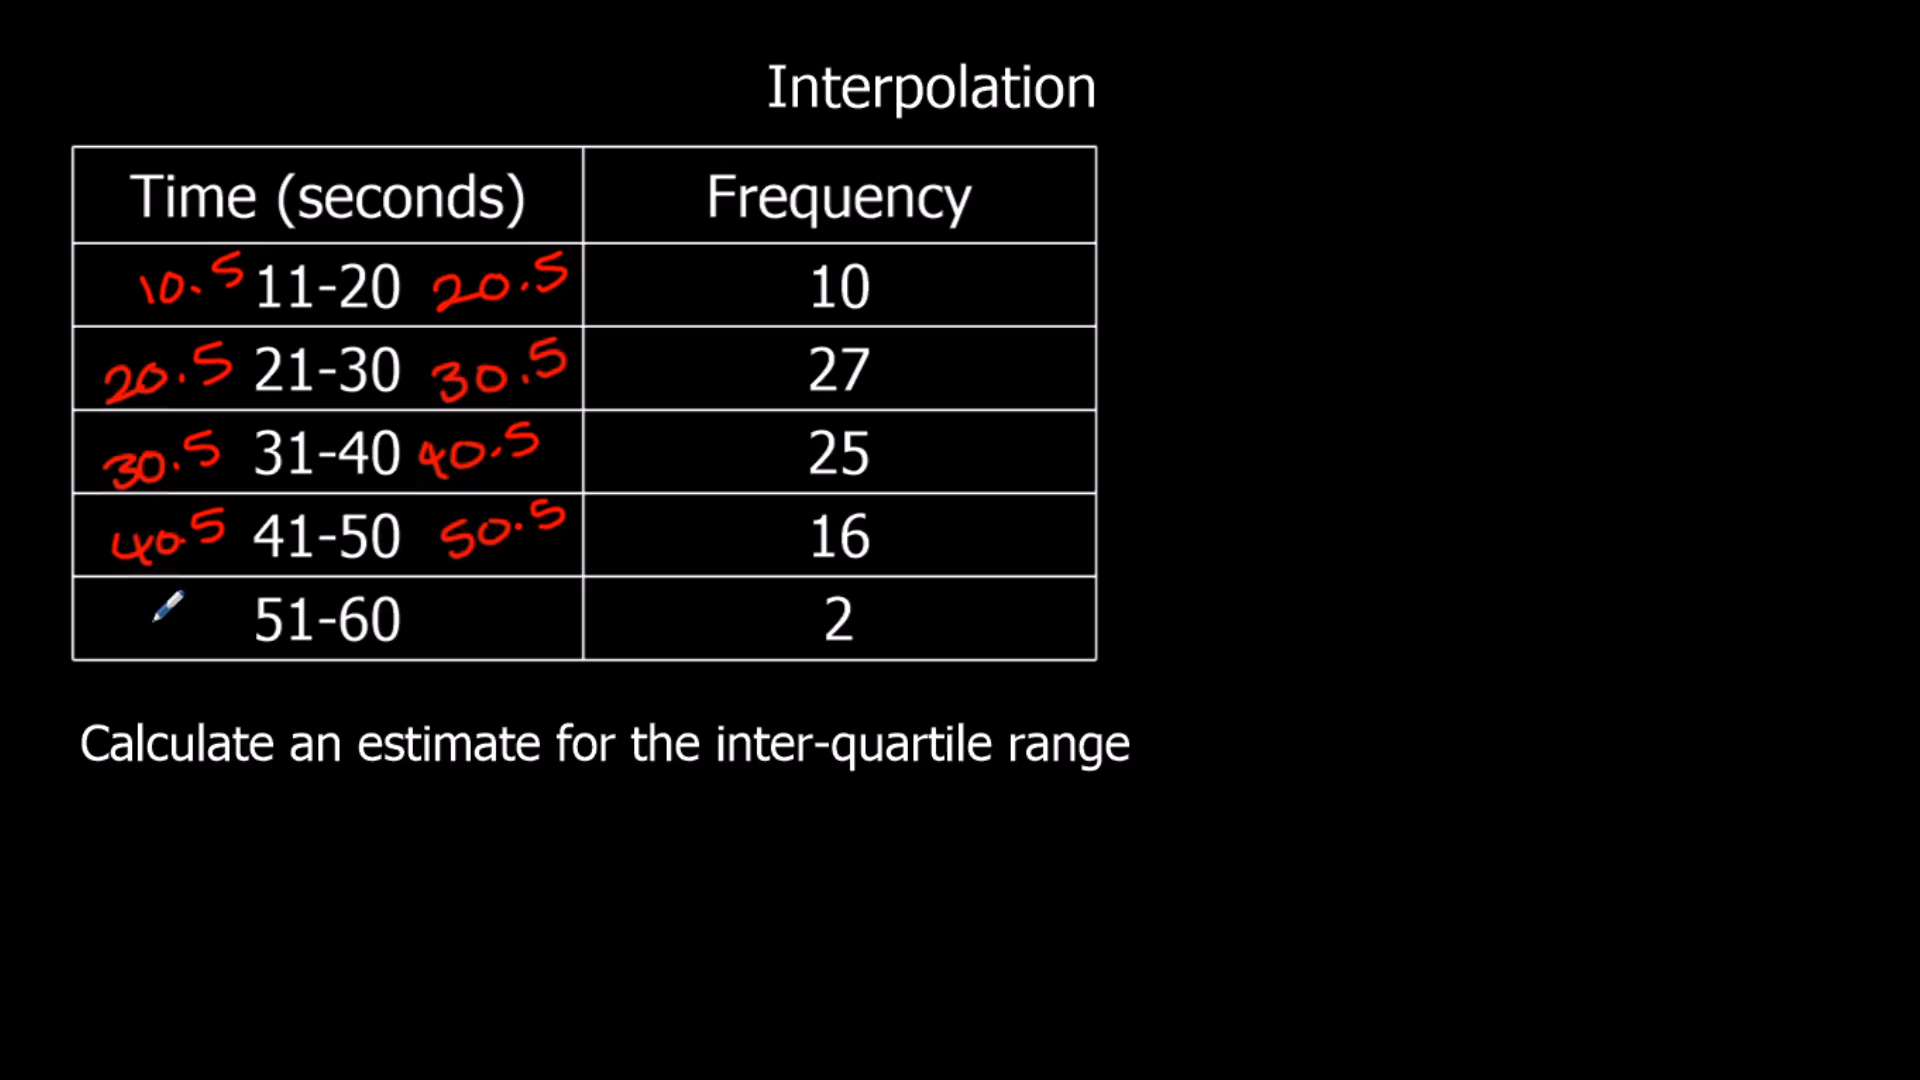 Interpolation
Time (seconds) Frequency
10.5 11-20 20.5 10
20.5 21-30 30.5 27
30.5 31-40 40.5 25
40.5 41-50 50.5 16
51-60 2
Calculate an estimate for the inter-quartile range